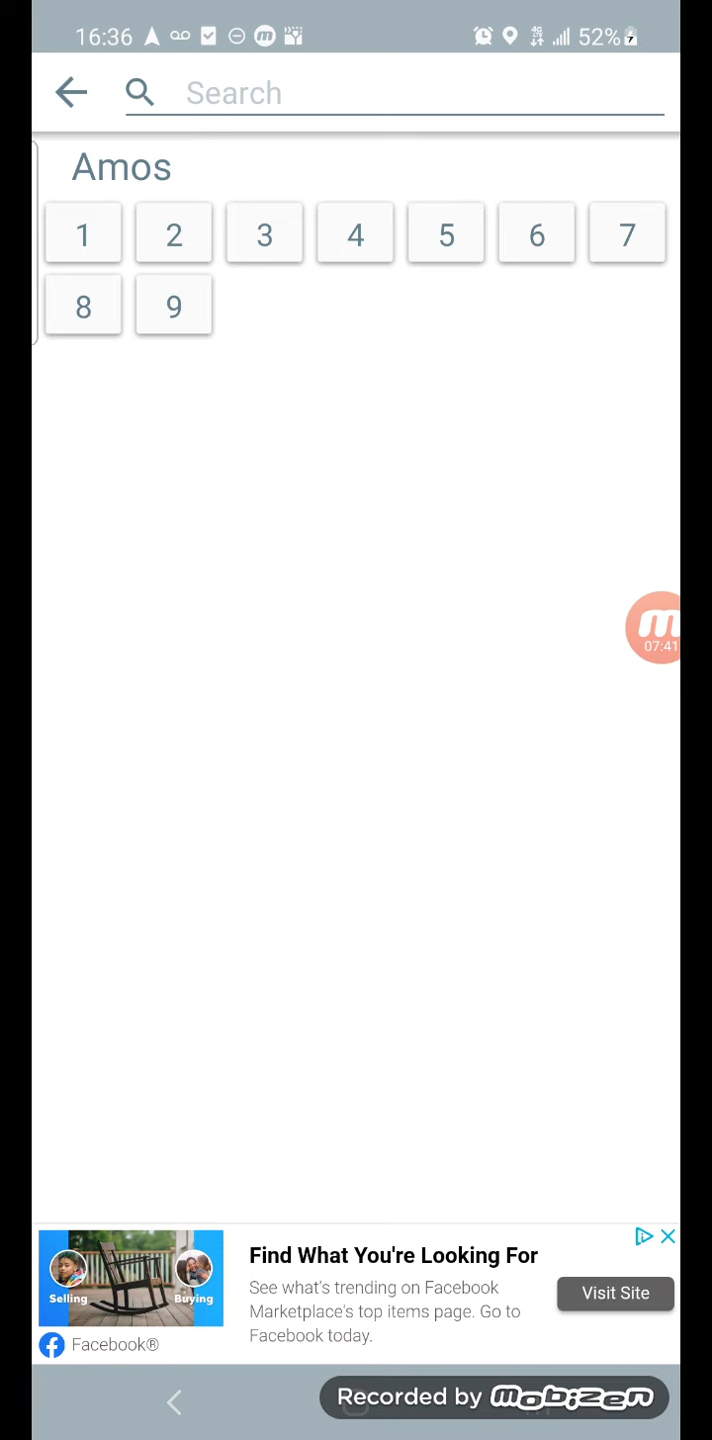 16:36 52%
Search
Amos
1 2 3 4 5 6 7
8 9
07:41
Selling Buying
Facebook®
Find What You're Looking For
See what's trending on Facebook
Marketplace's top items page. Go to
Facebook today.
Visit Site
Recorded by mobizen